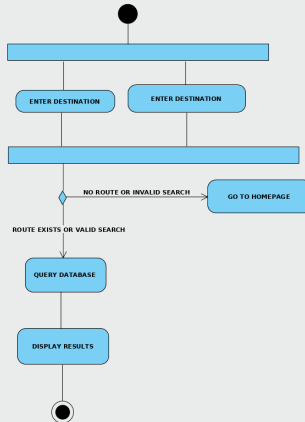 ENTER DESTINATION
ENTER DESTINATION
NO ROUTE OR INVALID SEARCH
GO TO HOMEPAGE
ROUTE EXISTS OR VALID SEARCH
QUERY DATABASE
DISPLAY RESULTS